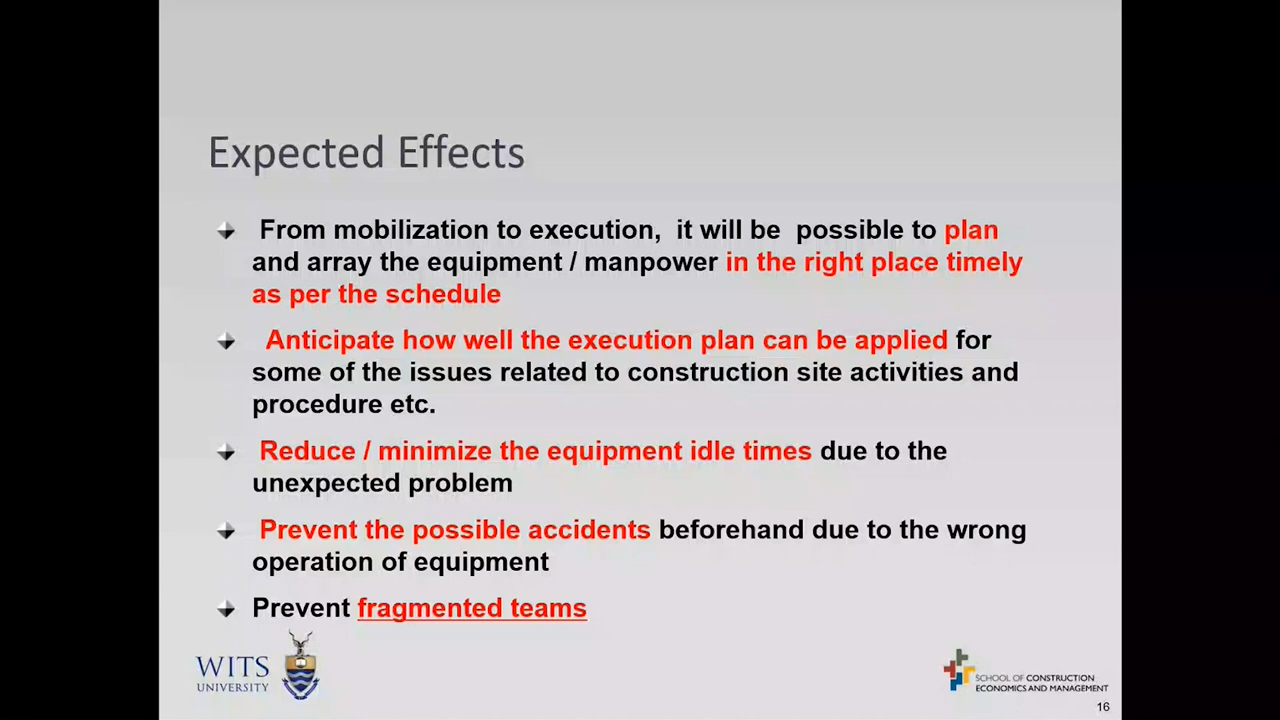 Expected Effects
From mobilization to execution, it will be possible to plan
and array the equipment / manpower in the right place timely
as per the schedule
Anticipate how well the execution plan can be applied for
some of the issues related to construction site activities and
procedure etc.
Reduce / minimize the equipment idle times due to the
unexpected problem
Prevent the possible accidents beforehand due to the wrong
operation of equipment
Prevent fragmented teams
WITS
UNIVERSITY
SCHOOL OF CONSTRUCTION
ECONOMICS AND MANAGEMENT
16